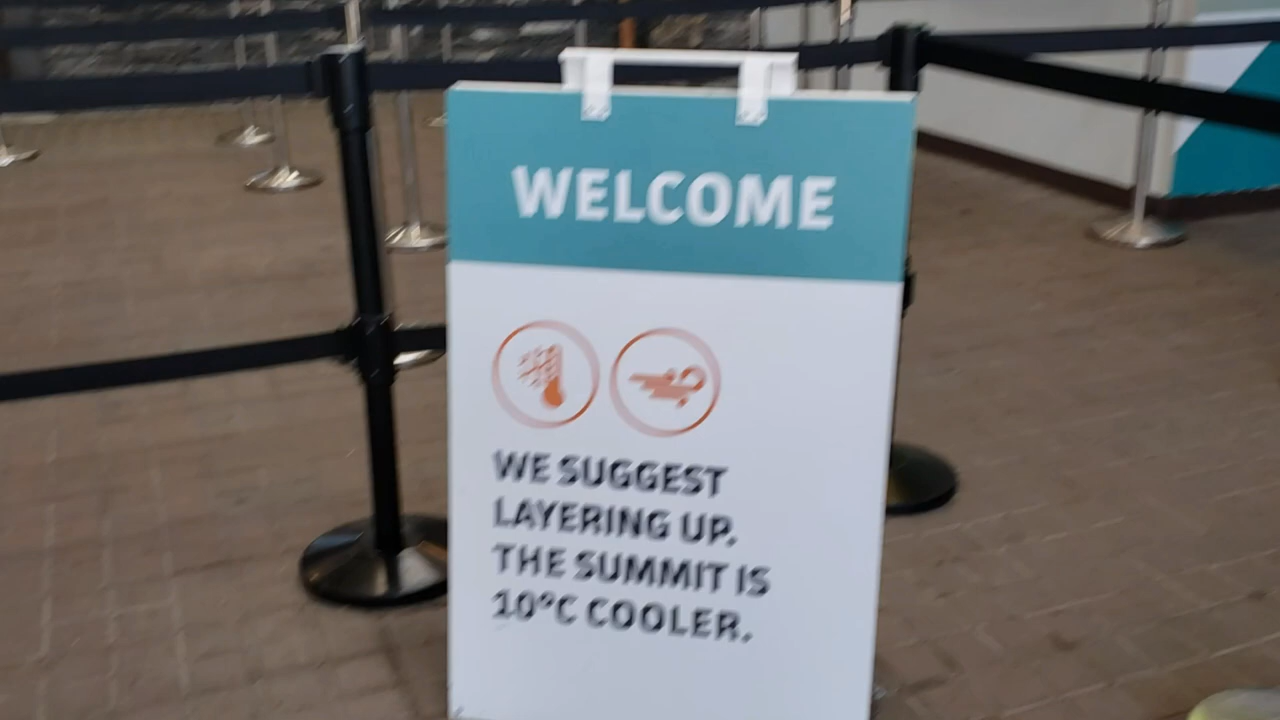 WELCOME
WE SUGGEST
LAYERING UP.
THE SUMMIT IS
10°C COOLER.